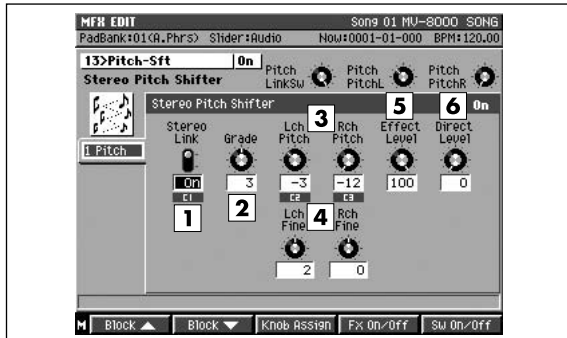 MFX EDIT Song 01 MV-8000 SONG
PadBank:01(A.Phrs) Slider:Audio Now:0001-01-000 BPM:120.00
13>Pitch-Sft On
Stereo Pitch Shifter
Pitch LinkSW Pitch PitchL Pitch PitchR
Stereo Pitch Shifter On
1 Pitch
3 5 6
Stereo Link Grade Lch Pitch Rch Pitch Effect Level Direct Level
On 3 -3 -12 100 0
C1 C2 C3
1 2 4
Lch Fine Rch Fine
2 0
M Block ▲ Block ▼ Knob Assign Fx On/Off SW On/Off